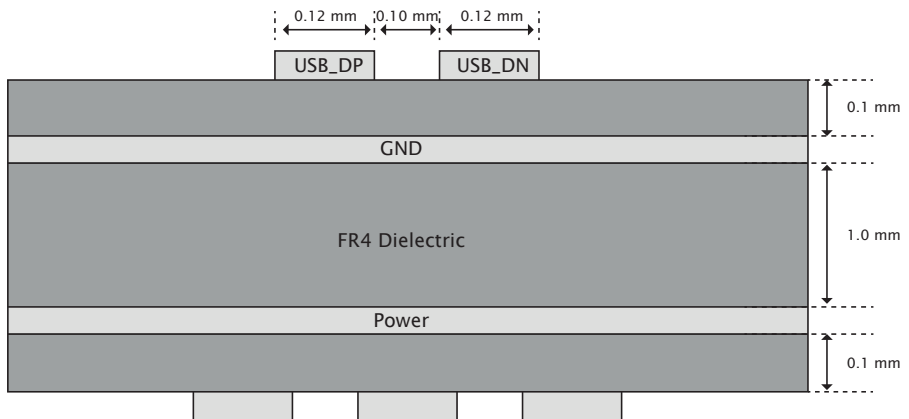 0.12 mm 0.10 mm 0.12 mm
USB_DP USB_DN
0.1 mm
GND
1.0 mm
FR4 Dielectric
Power
0.1 mm